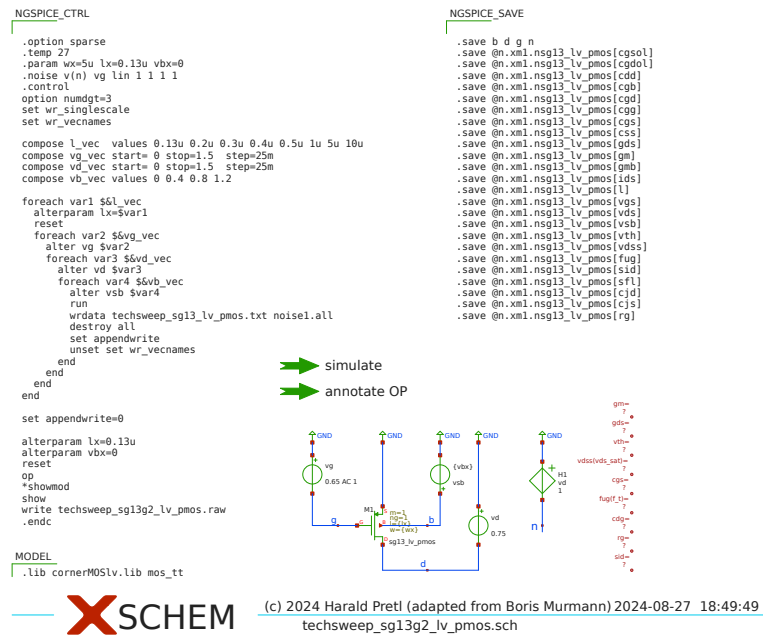 NGSPICE_CTRL
.option sparse
.temp 27
.param wx=5u lx=0.13u vbx=0
.noise v(n) vg lin 1 1 1 1
.control
option numdgt=3
set wr_singlescale
set wr_vecnames
compose l_vec  values 0.13u 0.2u 0.3u 0.4u 0.5u 1u 5u 10u
compose vg_vec start= 0 stop=1.5  step=25m
compose vd_vec start= 0 stop=1.5  step=25m
compose vb_vec values 0 0.4 0.8 1.2
foreach var1 $&l_vec
alterparam lx=$var1
reset
foreach var2 $&vg_vec
alter vg $var2
foreach var3 $&vd_vec
alter vd $var3
foreach var4 $&vb_vec
alter vsb $var4
run
wrdata techsweep_sg13_lv_pmos.txt noise1.all
destroy all
set appendwrite
unset set wr_vecnames
end
end
end
end
set appendwrite=0
alterparam lx=0.13u
alterparam vbx=0
reset
op
*showmod
show
write techsweep_sg13g2_lv_pmos.raw
.endc
MODEL
.lib cornerMOSlv.lib mos_tt
NGSPICE_SAVE
.save b d g n
.save @n.xm1.nsg13_lv_pmos[cgsol]
.save @n.xm1.nsg13_lv_pmos[cgdol]
.save @n.xm1.nsg13_lv_pmos[cdd]
.save @n.xm1.nsg13_lv_pmos[cgb]
.save @n.xm1.nsg13_lv_pmos[cgd]
.save @n.xm1.nsg13_lv_pmos[cgg]
.save @n.xm1.nsg13_lv_pmos[cgs]
.save @n.xm1.nsg13_lv_pmos[css]
.save @n.xm1.nsg13_lv_pmos[gds]
.save @n.xm1.nsg13_lv_pmos[gm]
.save @n.xm1.nsg13_lv_pmos[gmb]
.save @n.xm1.nsg13_lv_pmos[ids]
.save @n.xm1.nsg13_lv_pmos[l]
.save @n.xm1.nsg13_lv_pmos[vgs]
.save @n.xm1.nsg13_lv_pmos[vds]
.save @n.xm1.nsg13_lv_pmos[vsb]
.save @n.xm1.nsg13_lv_pmos[vth]
.save @n.xm1.nsg13_lv_pmos[vdss]
.save @n.xm1.nsg13_lv_pmos[fug]
.save @n.xm1.nsg13_lv_pmos[sid]
.save @n.xm1.nsg13_lv_pmos[sfl]
.save @n.xm1.nsg13_lv_pmos[cjd]
.save @n.xm1.nsg13_lv_pmos[cjs]
.save @n.xm1.nsg13_lv_pmos[rg]
simulate
annotate OP
GND
GND
GND
GND
GND
vg
0.65 AC 1
{vbx}
vsb
vd
0.75
H1
vd
1
M1
S
G
B
D
m=1
ng=1
l={lx}
w={wx}
sg13_lv_pmos
g
b
d
n
gm=
?
gds=
?
vth=
?
vdss(vds_sat)=
?
cgs=
?
fug(f_t)=
?
cdg=
?
rg=
?
sid=
?
XSCHEM
(c) 2024 Harald Pretl (adapted from Boris Murmann) 2024-08-27  18:49:49
techsweep_sg13g2_lv_pmos.sch